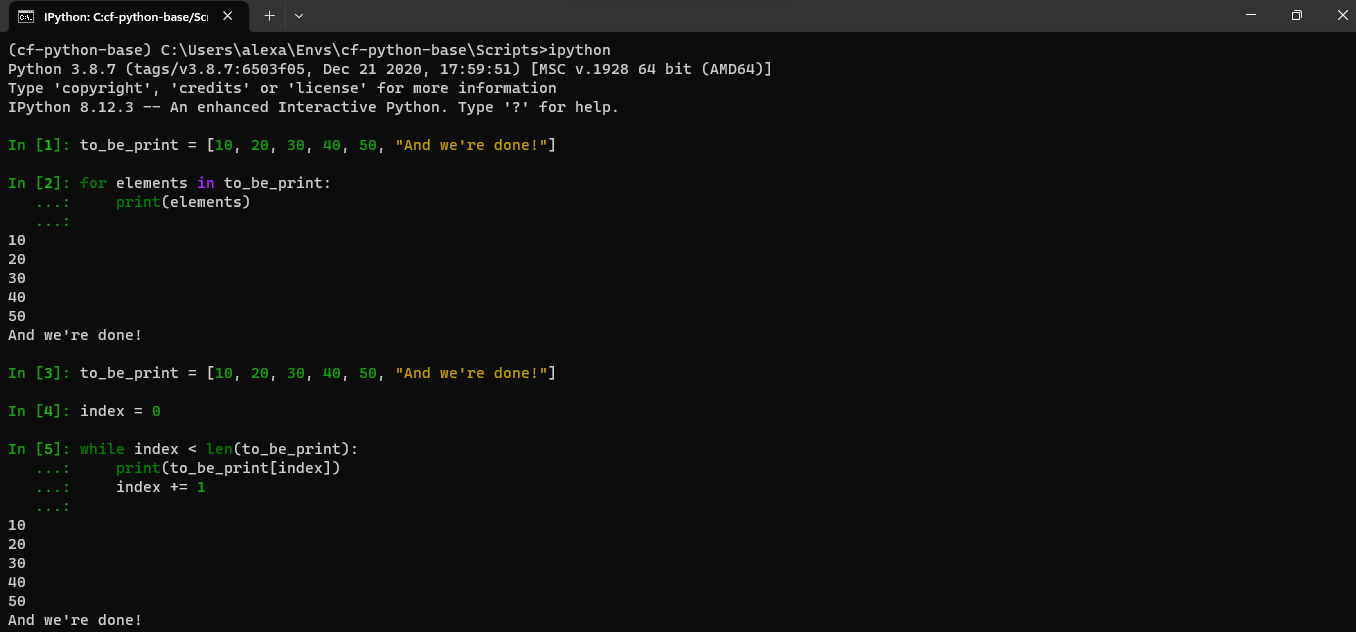 IPython: C:cf-python-base/Scr
(cf-python-base) C:\Users\alexa\Envs\cf-python-base\Scripts>ipython
Python 3.8.7 (tags/v3.8.7:6503f05, Dec 21 2020, 17:59:51) [MSC v.1928 64 bit (AMD64)]
Type 'copyright', 'credits' or 'license' for more information
IPython 8.12.3 -- An enhanced Interactive Python. Type '?' for help.
In [1]: to_be_print = [10, 20, 30, 40, 50, "And we're done!"]
In [2]: for elements in to_be_print:
   ...:     print(elements)
   ...:
10
20
30
40
50
And we're done!
In [3]: to_be_print = [10, 20, 30, 40, 50, "And we're done!"]
In [4]: index = 0
In [5]: while index < len(to_be_print):
   ...:     print(to_be_print[index])
   ...:     index += 1
   ...:
10
20
30
40
50
And we're done!